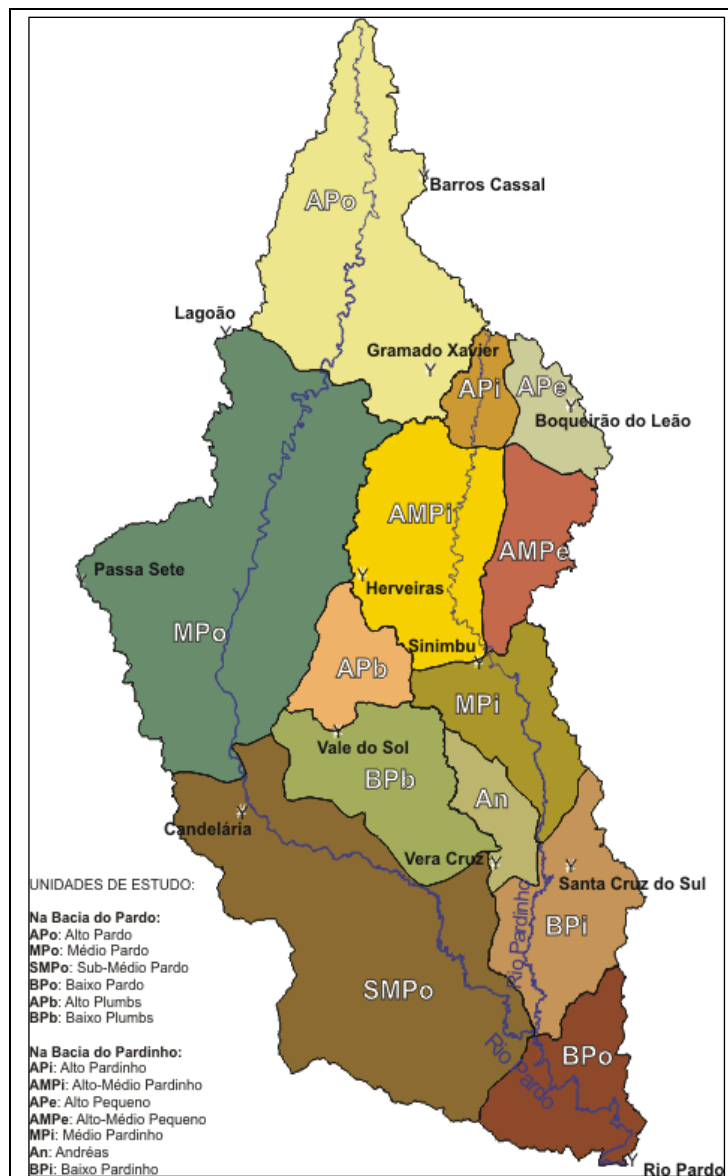 Barros Cassal
APo
Lagoão
Gramado Xavier
APi
APe
Boqueirão do Leão
AMPi
AMPe
Passa Sete
Herveiras
MPo
Sinimbu
APb
MPi
Vale do Sol
BPb
An
Candelária
Vera Cruz
Santa Cruz do Sul
Rio Pardinho
BPi
SMPo
Rio Pardo
BPo
Rio Pardo
UNIDADES DE ESTUDO:
Na Bacia do Pardo:
APo: Alto Pardo
MPo: Médio Pardo
SMPo: Sub-Médio Pardo
BPo: Baixo Pardo
APb: Alto Plumbs
BPb: Baixo Plumbs
Na Bacia do Pardinho:
APi: Alto Pardinho
AMPi: Alto-Médio Pardinho
APe: Alto Pequeno
AMPe: Alto-Médio Pequeno
MPi: Médio Pardinho
An: Andréas
BPi: Baixo Pardinho